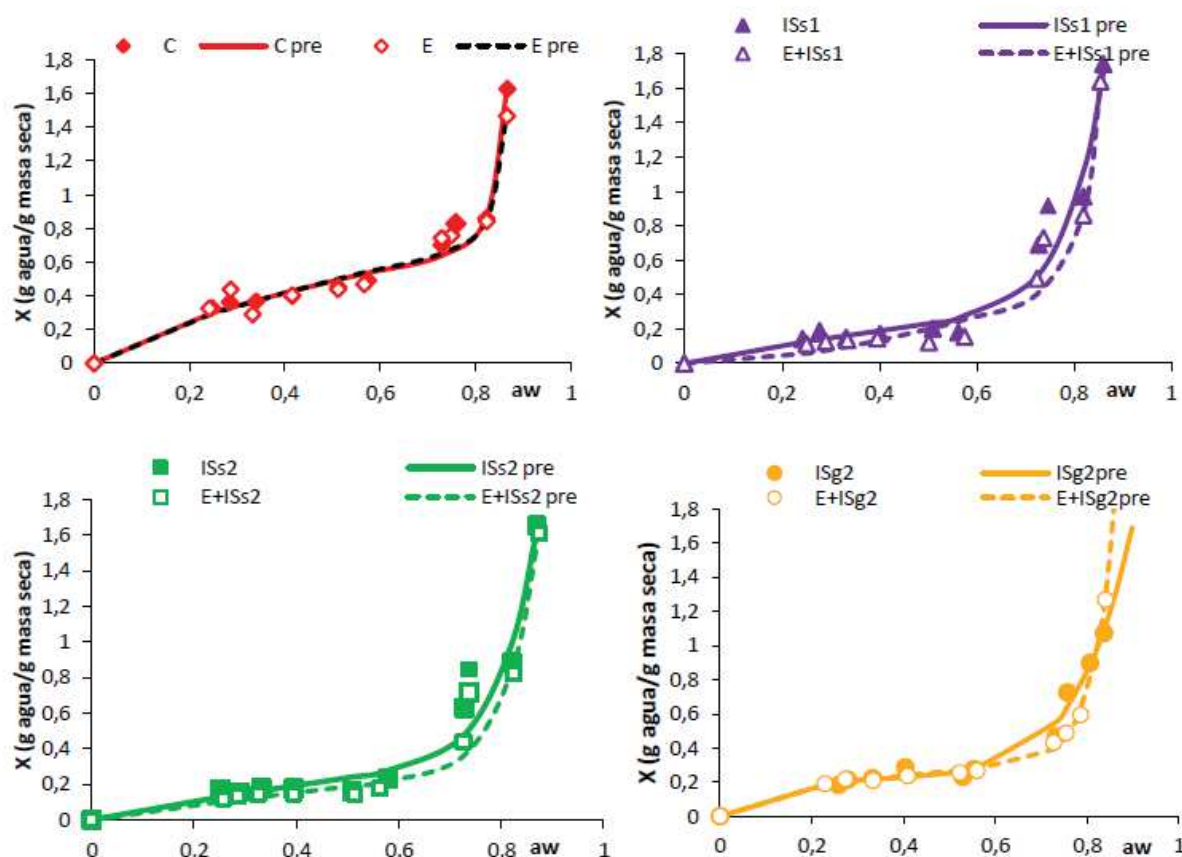 C C pre E E pre
1,8
1,6
1,4
1,2
1
0,8
0,6
0,4
0,2
0
X (g agua/g masa seca)
0 0,2 0,4 0,6 0,8 1
aw
ISs1 ISs1 pre
E+ISs1 E+ISs1 pre
1,8
1,6
1,4
1,2
1
0,8
0,6
0,4
0,2
0
X (g agua/g masa seca)
0 0,2 0,4 0,6 0,8 1
aw
ISs2 ISs2 pre
E+ISs2 E+ISs2 pre
1,8
1,6
1,4
1,2
1
0,8
0,6
0,4
0,2
0
X (g agua/g masa seca)
0 0,2 0,4 0,6 0,8 1
aw
ISg2 ISg2pre
E+ISg2 E+ISg2pre
1,8
1,6
1,4
1,2
1
0,8
0,6
0,4
0,2
0
X (g agua/g masa seca)
0 0,2 0,4 0,6 0,8 1
aw